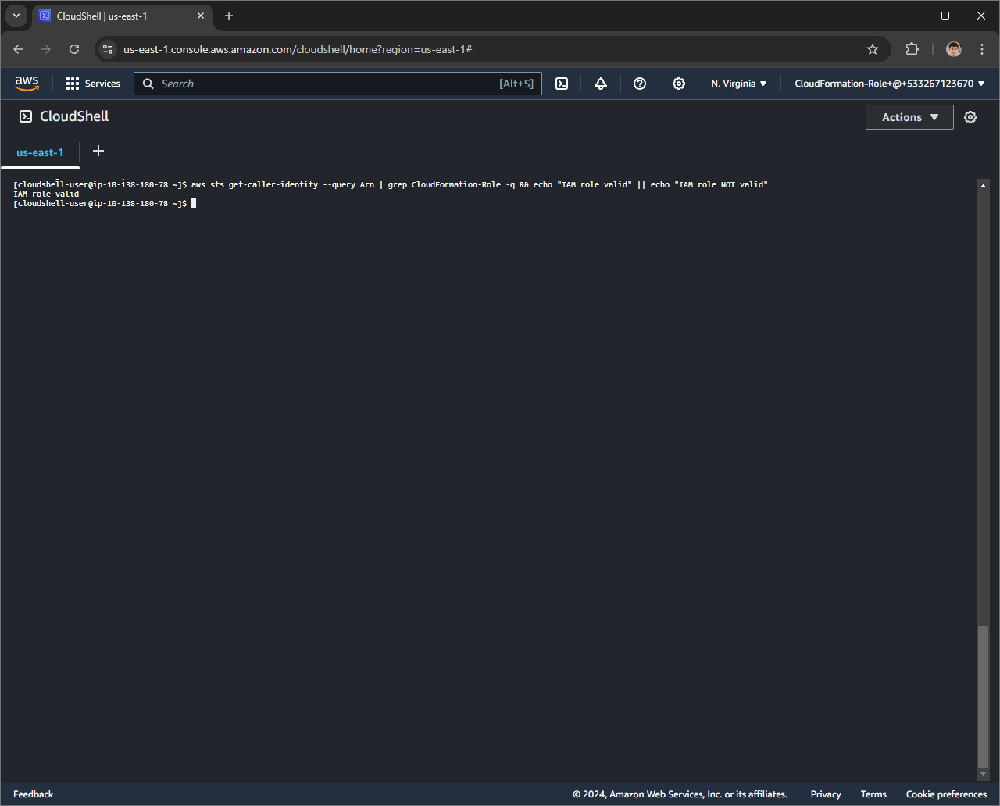 CloudShell | us-east-1
us-east-1.console.aws.amazon.com/cloudshell/home?region=us-east-1#
aws Services Search [Alt+S] N. Virginia CloudFormation-Role+@+533267123670
CloudShell Actions
us-east-1
[cloudshell-user@ip-10-138-180-78 ~]$ aws sts get-caller-identity --query Arn | grep CloudFormation-Role -q && echo "IAM role valid" || echo "IAM role NOT valid"
IAM role valid
[cloudshell-user@ip-10-138-180-78 ~]$
Feedback © 2024, Amazon Web Services, Inc. or its affiliates. Privacy Terms Cookie preferences